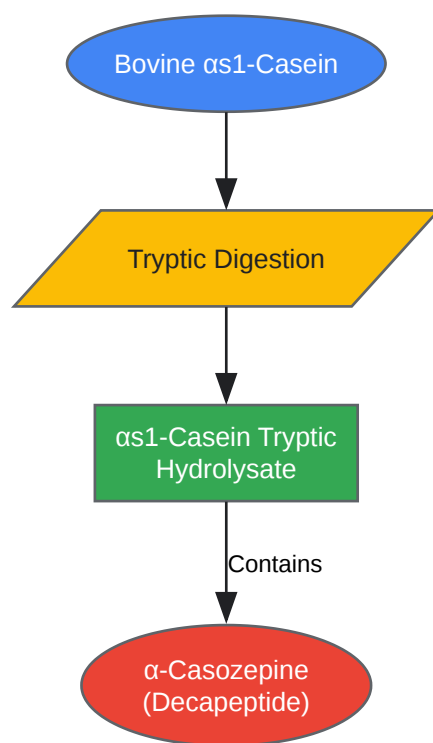 Bovine αs1-Casein
Tryptic Digestion
αs1-Casein Tryptic
Hydrolysate
Contains
α-Casozepine
(Decapeptide)